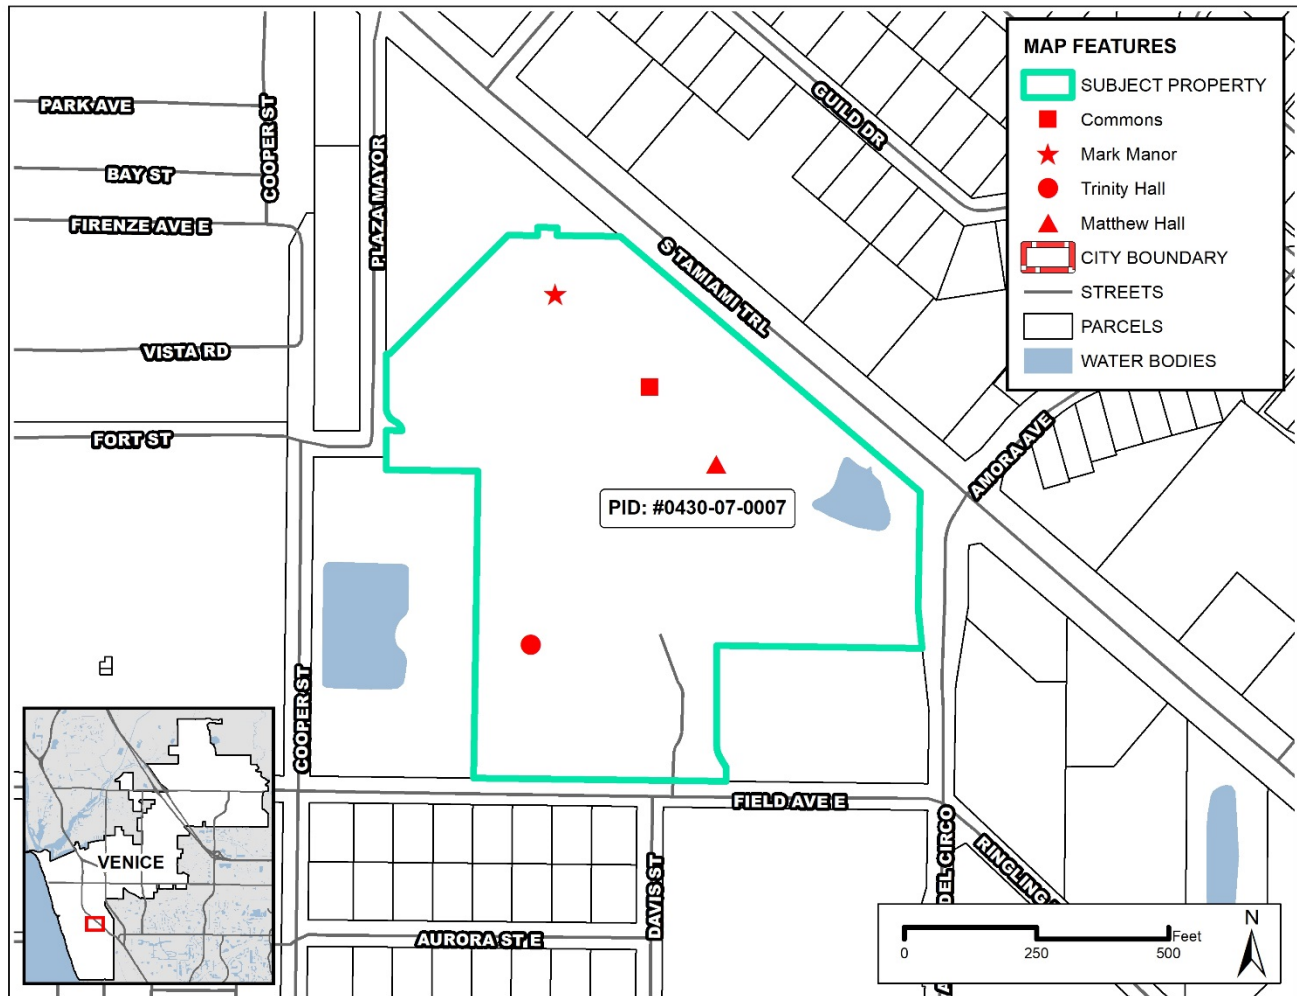 MAP FEATURES
SUBJECT PROPERTY
Commons
Mark Manor
Trinity Hall
Matthew Hall
CITY BOUNDARY
STREETS
PARCELS
WATER BODIES
PARK AVE
BAY ST
FIRENZE AVE E
COOPER ST
PLAZA MAYOR
GUILD DR
S TAMIAMI TRL
VISTA RD
FORT ST
AMORA AVE
PID: #0430-07-0007
COOPER ST
FIELD AVE E
DAVIS ST
AURORA ST E
DEL CIRCO
RINGLING
VENICE
N
Feet
0
250
500